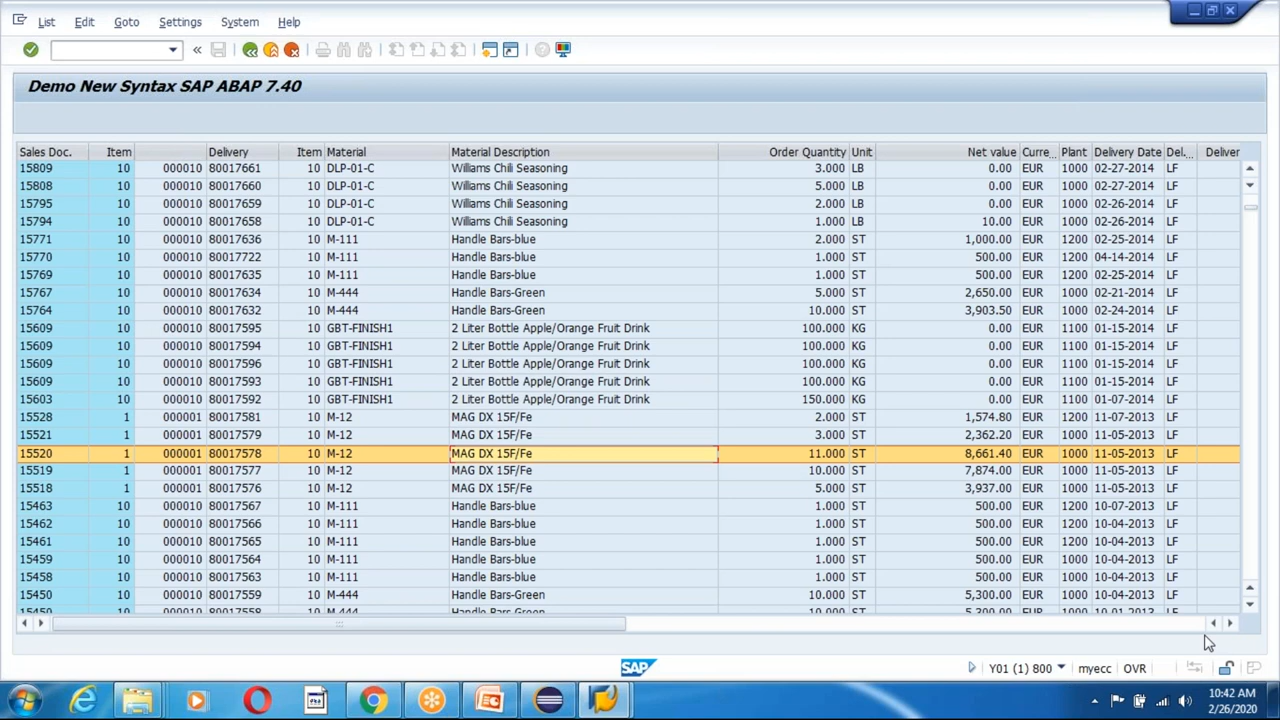 List Edit Goto Settings System Help
Demo New Syntax SAP ABAP 7.40
Sales Doc. Item Delivery Item Material Material Description Order Quantity Unit Net value Curre... Plant Delivery Date Del... Deliver
15809 10 000010 80017661 10 DLP-01-C Williams Chili Seasoning 3.000 LB 0.00 EUR 1000 02-27-2014 LF
15808 10 000010 80017660 10 DLP-01-C Williams Chili Seasoning 5.000 LB 0.00 EUR 1000 02-27-2014 LF
15795 10 000010 80017659 10 DLP-01-C Williams Chili Seasoning 2.000 LB 0.00 EUR 1000 02-26-2014 LF
15794 10 000010 80017658 10 DLP-01-C Williams Chili Seasoning 1.000 LB 10.00 EUR 1000 02-26-2014 LF
15771 10 000010 80017636 10 M-111 Handle Bars-blue 2.000 ST 1,000.00 EUR 1200 02-25-2014 LF
15770 10 000010 80017722 10 M-111 Handle Bars-blue 1.000 ST 500.00 EUR 1200 04-14-2014 LF
15769 10 000010 80017635 10 M-111 Handle Bars-blue 1.000 ST 500.00 EUR 1200 02-25-2014 LF
15767 10 000010 80017634 10 M-444 Handle Bars-Green 5.000 ST 2,650.00 EUR 1000 02-21-2014 LF
15764 10 000010 80017632 10 M-444 Handle Bars-Green 10.000 ST 3,903.50 EUR 1000 02-24-2014 LF
15609 10 000010 80017595 10 GBT-FINISH1 2 Liter Bottle Apple/Orange Fruit Drink 100.000 KG 0.00 EUR 1100 01-15-2014 LF
15609 10 000010 80017594 10 GBT-FINISH1 2 Liter Bottle Apple/Orange Fruit Drink 100.000 KG 0.00 EUR 1100 01-15-2014 LF
15609 10 000010 80017596 10 GBT-FINISH1 2 Liter Bottle Apple/Orange Fruit Drink 100.000 KG 0.00 EUR 1100 01-15-2014 LF
15609 10 000010 80017593 10 GBT-FINISH1 2 Liter Bottle Apple/Orange Fruit Drink 100.000 KG 0.00 EUR 1100 01-15-2014 LF
15603 10 000010 80017592 10 GBT-FINISH1 2 Liter Bottle Apple/Orange Fruit Drink 150.000 KG 0.00 EUR 1100 01-07-2014 LF
15528 1 000001 80017581 10 M-12 MAG DX 15F/Fe 2.000 ST 1,574.80 EUR 1200 11-07-2013 LF
15521 1 000001 80017579 10 M-12 MAG DX 15F/Fe 3.000 ST 2,362.20 EUR 1000 11-05-2013 LF
15520 1 000001 80017578 10 M-12 MAG DX 15F/Fe 11.000 ST 8,661.40 EUR 1000 11-05-2013 LF
15519 1 000001 80017577 10 M-12 MAG DX 15F/Fe 10.000 ST 7,874.00 EUR 1000 11-05-2013 LF
15518 1 000001 80017576 10 M-12 MAG DX 15F/Fe 5.000 ST 3,937.00 EUR 1000 11-05-2013 LF
15463 10 000010 80017567 10 M-111 Handle Bars-blue 1.000 ST 500.00 EUR 1200 10-07-2013 LF
15462 10 000010 80017566 10 M-111 Handle Bars-blue 1.000 ST 500.00 EUR 1200 10-04-2013 LF
15461 10 000010 80017565 10 M-111 Handle Bars-blue 1.000 ST 500.00 EUR 1000 10-04-2013 LF
15459 10 000010 80017564 10 M-111 Handle Bars-blue 1.000 ST 500.00 EUR 1000 10-04-2013 LF
15458 10 000010 80017563 10 M-111 Handle Bars-blue 1.000 ST 500.00 EUR 1000 10-04-2013 LF
15450 10 000010 80017559 10 M-444 Handle Bars-Green 10.000 ST 5,300.00 EUR 1000 10-04-2013 LF
15450 10 000010 80017558 10 M-444 Handle Bars-Green 10.000 ST 5,300.00 EUR 1000 10-01-2013 LF
SAP Y01 (1) 800 myecc OVR
10:42 AM
2/26/2020